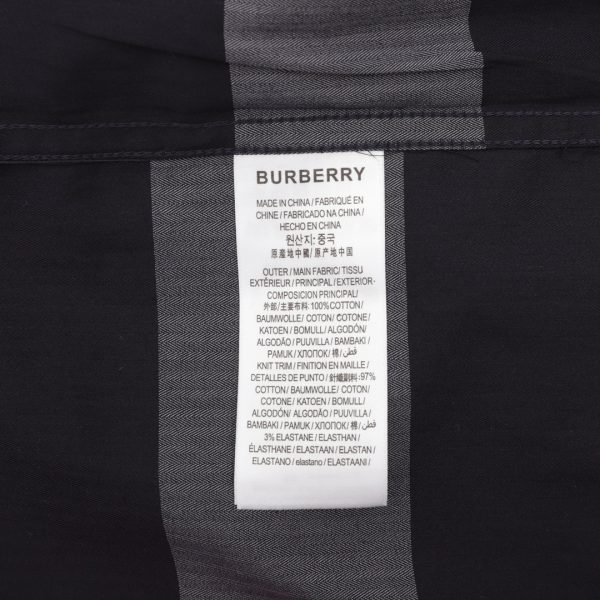 BURBERRY
MADE IN CHINA / FABRIQUÉ EN
CHINE / FABRICADO NA CHINA /
HECHO EN CHINA
원산지: 중국
原産地中國/原产地中国
OUTER / MAIN FABRIC / TISSU
EXTÉRIEUR / PRINCIPAL / EXTERIOR-
COMPOSICION PRINCIPAL/
外部/主要布料: 100% COTTON /
BAUMWOLLE / COTON / COTONE /
KATOEN / BOMULL / ALGODÓN/
ALGODÃO / PUUVILLA / BAMBAKI /
PAMUK / ХЛОПОК/ 棉/ قطن /
KNIT TRIM / FINITION EN MAILLE /
DETALLES DE PUNTO / 針織副料: 97%
COTTON / BAUMWOLLE / COTON /
COTONE / KATOEN / BOMULL /
ALGODÓN/ ALGODÃO / PUUVILLA /
BAMBAKI / PAMUK / ХЛОПОК/ 棉/ قطن /
3% ELASTANE / ELASTHAN /
ÉLASTHANE / ELASTAAN / ELASTAN /
ELASTANO/ elastano / ELASTAANI /